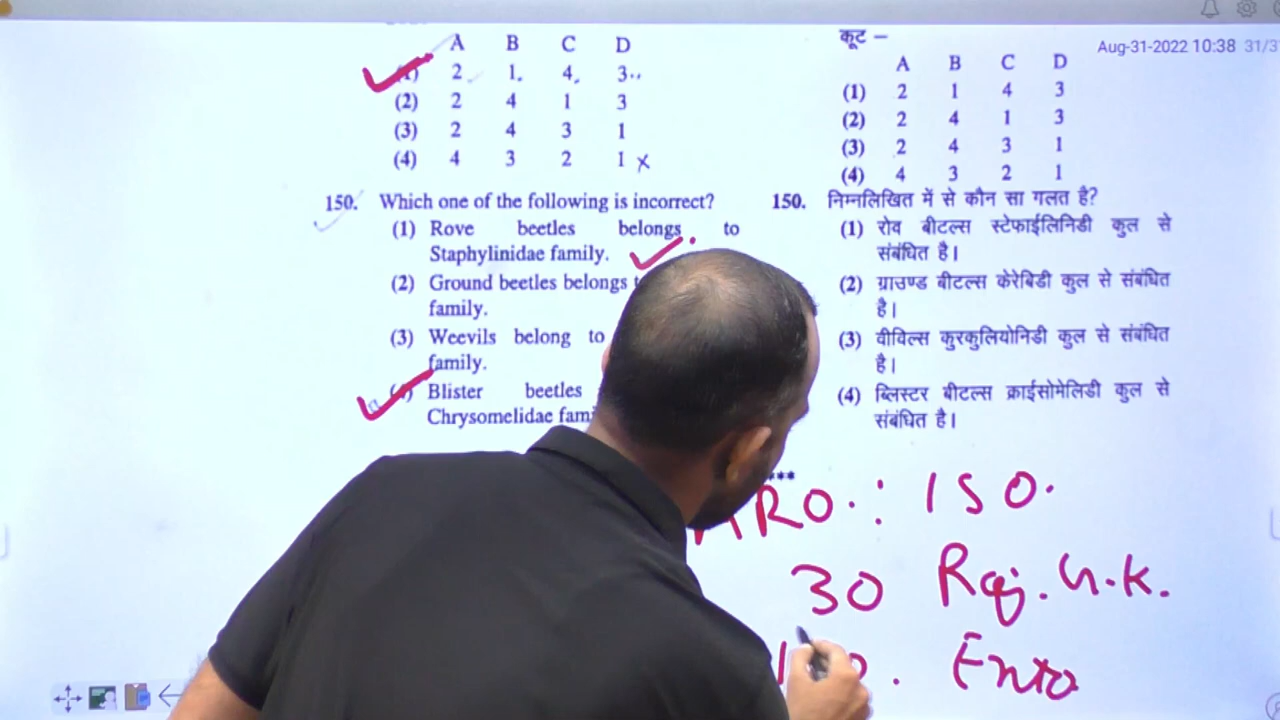 A B C D
(1) 2 1 4 3
(2) 2 4 1 3
(3) 2 4 3 1
(4) 4 3 2 1 x
150. Which one of the following is incorrect?
(1) Rove beetles belongs to
Staphylinidae family.
(2) Ground beetles belongs
family.
(3) Weevils belong to
family.
Blister beetles
Chrysomelidae
कूट –
Aug-31-2022 10:38
A B C D
(1) 2 1 4 3
(2) 2 4 1 3
(3) 2 4 3 1
(4) 4 3 2 1
150. निम्नलिखित में से कौन सा गलत है?
(1) रोव बीटल्स स्टेफाईलिनिडी कुल से
संबंधित है।
(2) ग्राउण्ड बीटल्स केरेबिडी कुल से संबंधित
है।
(3) वीविल्स कुरकुलियोनिडी कुल से संबंधित
है।
(4) ब्लिस्टर बीटल्स क्राईसोमेलिडी कुल से
संबंधित है।
***
ARO. : 150.
30 Raj. G.K.
Ento